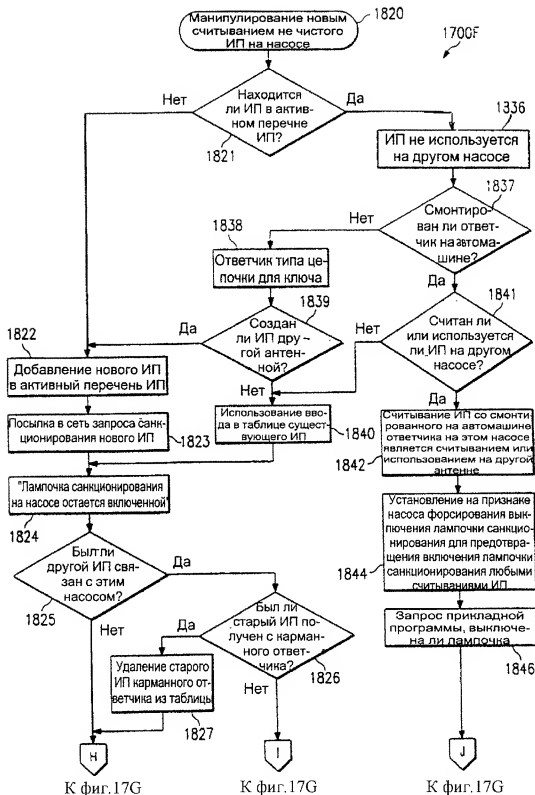 Манипулирование новым
считыванием не чистого
ИП на насосе
1820
1700F
Находится
ли ИП в актив-
ном перечне
ИП?
Нет
Да
1821
1336
ИП не используется
на другом насосе
1837
Смонтиро-
ван ли ответ-
чик на автома-
шине?
Нет
Да
1838
Ответчик типа це-
почки для ключа
1839
Создан
ли ИП дру-
гой антен-
ной?
Да
Нет
1841
Считан ли
или используется
ли ИП на другом
насосе?
Нет
Да
1822
Добавление нового ИП
в активный перечень ИП
Посылка в сеть запроса санк-
ционирования нового ИП
1823
Использование вво-
да в таблице сущест-
вующего ИП
1840
Считывание ИП со смонти-
рованного на автомашине
ответчика на этом насосе
является считыванием или
использованием на другой
антенне
1842
"Лампочка санкционирования
на насосе остается включенной"
1824
Установление на признаке
насоса форсирования вык-
лючения лампочки санкцио-
нирования для предотвра-
щения включения лампочки
санкционирования любыми
считываниями ИП
1844
Был ли
другой ИП свя-
зан с этим
насосом?
1825
Да
Нет
Был ли
старый ИП по-
лучен с карман-
ного ответ-
чика?
1826
Да
Нет
Запрос прикладной
программы, выключе-
на ли лампочка
1846
Удаление старого
ИП карманного от-
ветчика из таблицы
1827
H
I
J
К фиг.17G
К фиг.17G
К фиг.17G